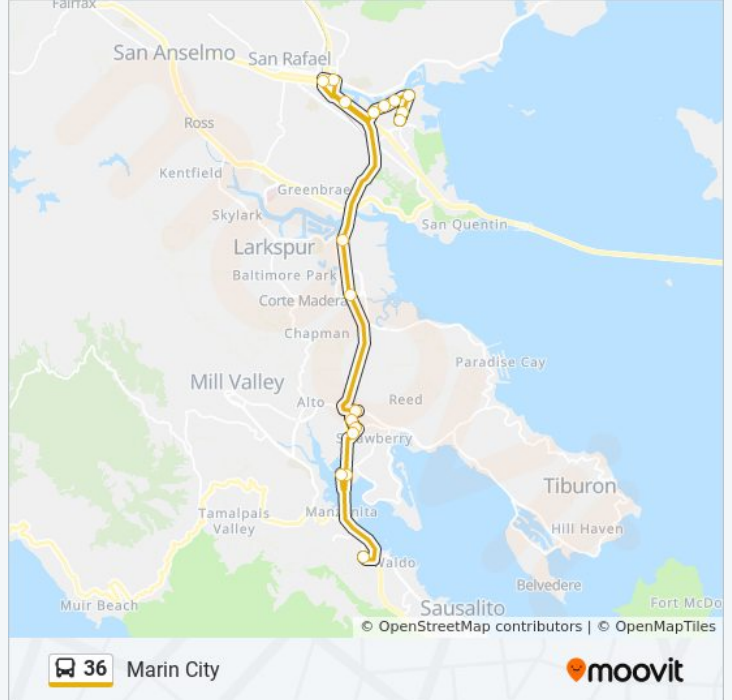 Fairfax
San Anselmo
San Rafael
Ross
Kentfield
Greenbrae
Skylark
San Quentin
Larkspur
Baltimore Park
Corte Madera
Chapman
Paradise Cay
Mill Valley
Alto
Reed
Strawberry
Tiburon
Tamalpais
Valley
Manzanita
Hill Haven
Waldo
Belvedere
Muir Beach
Sausalito
Fort McDo
© OpenStreetMap contributors | © OpenMapTiles
36 Marin City
moovit